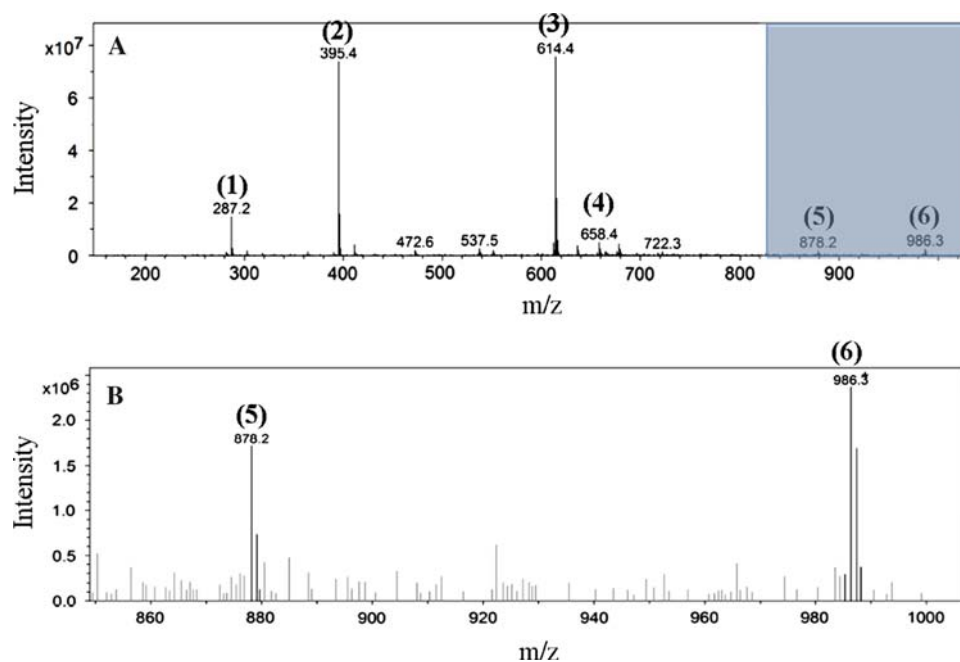 A
x10⁷
6
4
2
0
Intensity
(1)
287.2
(2)
395.4
472.6
537.5
(3)
614.4
(4)
658.4
722.3
(5)
878.2
(6)
986.3
200 300 400 500 600 700 800 900
m/z
B
x10⁶
2.0
1.5
1.0
0.5
0.0
Intensity
(5)
878.2
(6)
986.3
860 880 900 920 940 960 980 1000
m/z